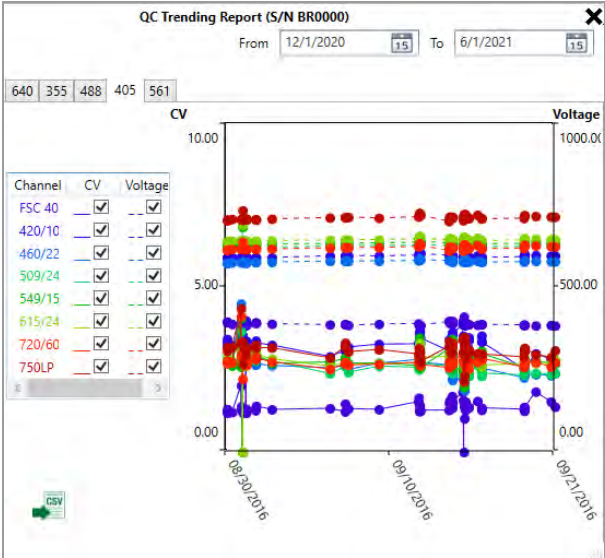 QC Trending Report (S/N BR0000)
From 12/1/2020 15 To 6/1/2021 15
640 355 488 405 561
CV Voltage
10.00 1000.0
Channel CV Voltage
FSC 40
420/10
460/22
509/24
549/15
615/24
720/60
750LP
5.00 500.00
0.00 0.00
08/30/2016 09/10/2016 09/21/2016
CSV